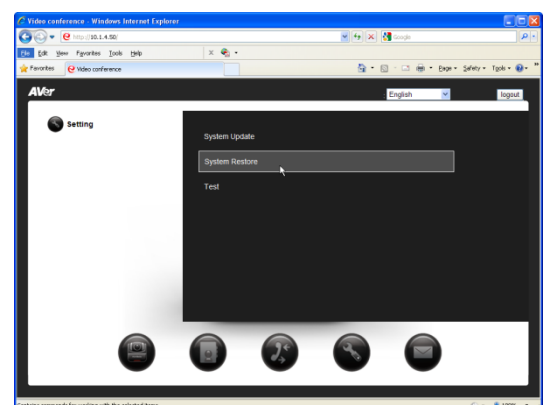 Video conference - Windows Internet Explorer
http://10.1.4.50/
Google
File Edit View Favorites Tools Help
Favorites Video conference
Page Safety Tools
AVer
English
logout
Setting
System Update
System Restore
Test